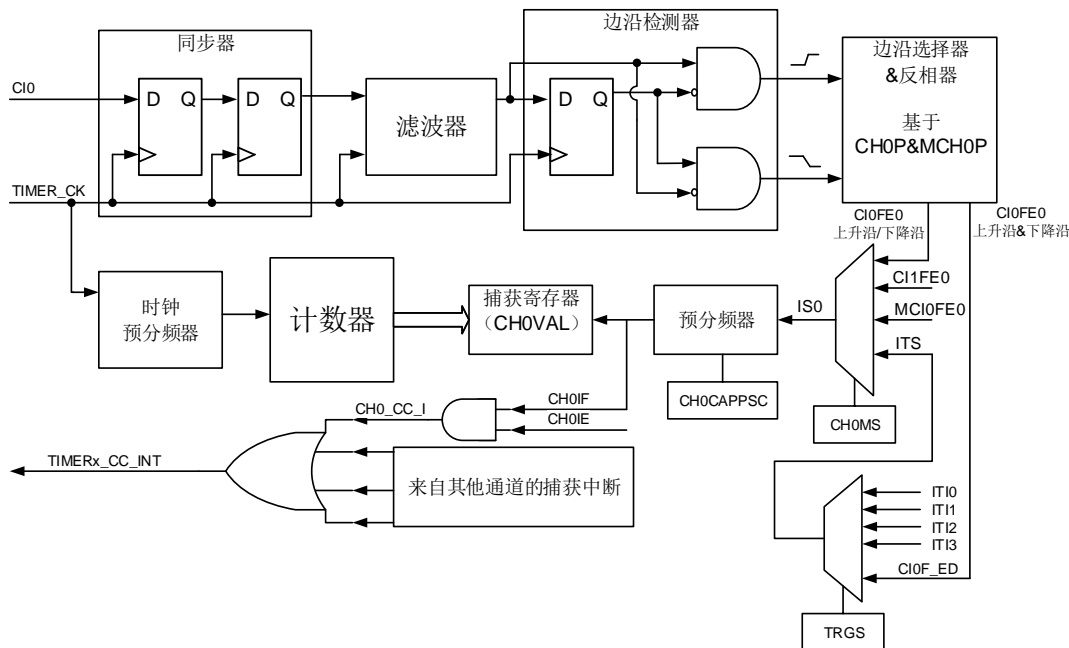 同步器
边沿检测器
CI0
D Q
D Q
滤波器
D Q
边沿选择器
&反相器
基于
CH0P&MCH0P
TIMER_CK
CI0FE0
上升沿/下降沿
CI0FE0
上升沿&下降沿
时钟
预分频器
计数器
捕获寄存器
（CH0VAL）
预分频器
IS0
CI1FE0
MCI0FE0
ITS
CH0CAPPSC
CH0MS
CH0_CC_I
CH0IF
CH0IE
TIMERx_CC_INT
来自其他通道的捕获中断
ITI0
ITI1
ITI2
ITI3
CI0F_ED
TRGS